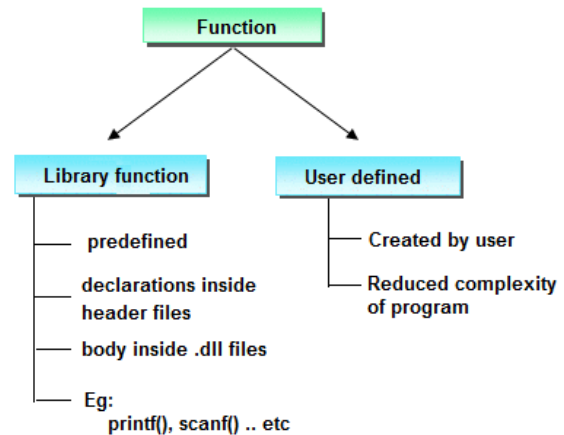 Function
Library function
predefined
declarations inside
header files
body inside .dll files
Eg:
printf(), scanf() .. etc
User defined
Created by user
Reduced complexity
of program